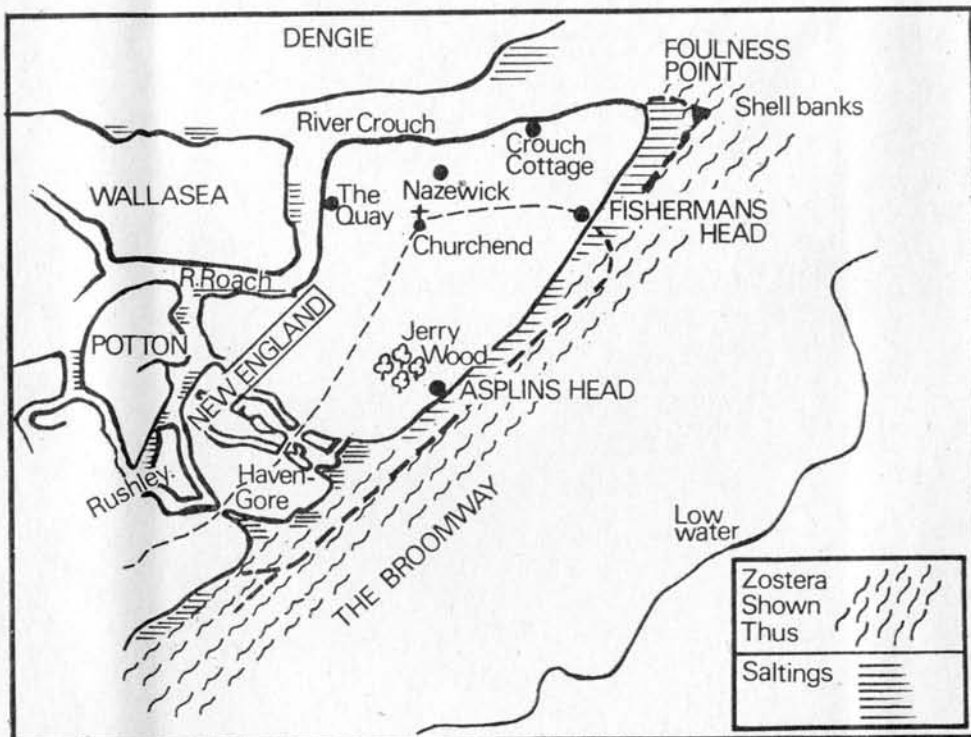 DENGIE
FOULNESS
POINT
Shell banks
River Crouch
Crouch
Cottage
WALLASEA
The
Quay
Nazewick
Churchend
FISHERMANS
HEAD
R.Roach
NEW ENGLAND
POTTON
Jerry
Wood
ASPLINS HEAD
Rushley
Haven-
Gore
THE BROOMWAY
Low
water
Zostera
Shown
Thus
Saltings